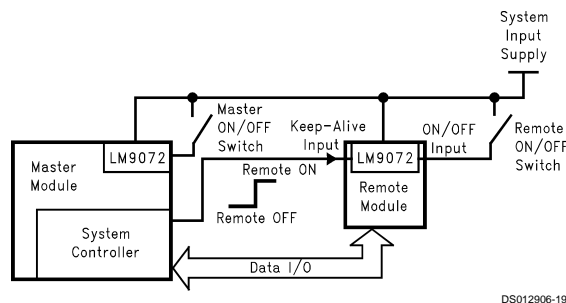 System
Input
Supply
Master
ON/OFF
Switch
Keep-Alive
Input
ON/OFF
Input
Remote
ON/OFF
Switch
LM9072
LM9072
Master
Module
Remote ON
Remote OFF
Remote
Module
System
Controller
Data I/O
DS012906-19